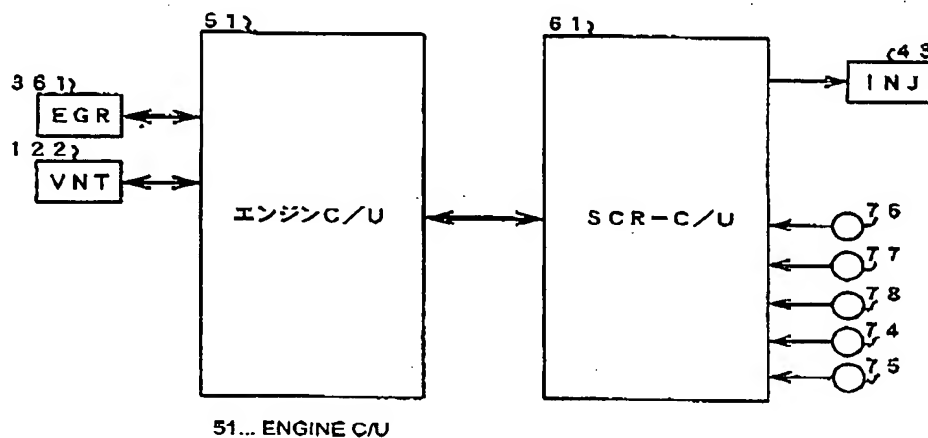 51
61
43
361
EGR
INJ
122
VNT
エンジンC/U
SCR-C/U
76
77
78
74
75
51... ENGINE C/U